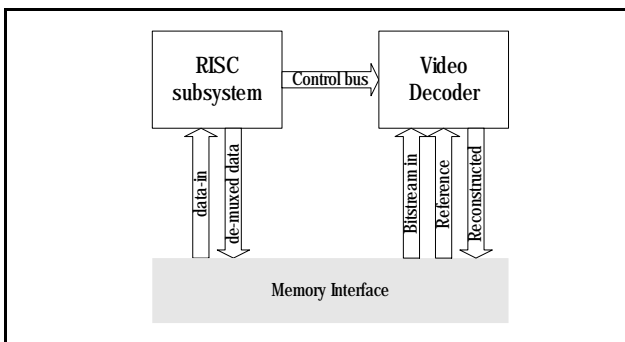 RISC
subsystem
Control bus
Video
Decoder
data-in
de-muxed data
Bitstream in
Reference
Reconstructed
Memory Interface